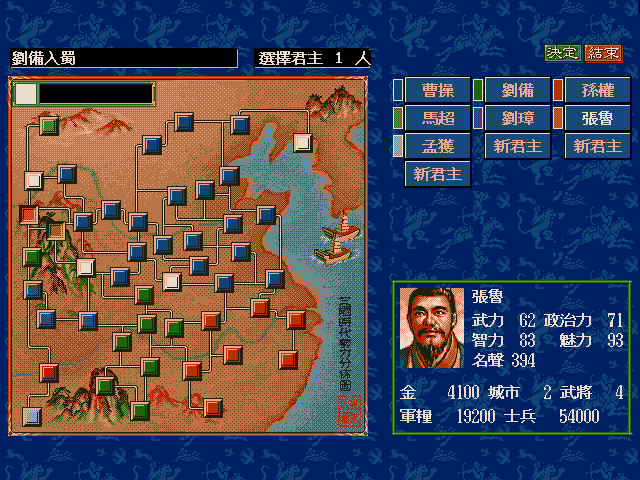 劉備入蜀
選擇君主 1 人
決定 結束
曹操 劉備 孫權
馬超 劉璋 張魯
孟獲 新君主 新君主
新君主
張魯
武力 62 政治力 71
智力 83 魅力 93
名聲 394
金 4100 城市 2 武將 4
軍糧 19200 士兵 54000